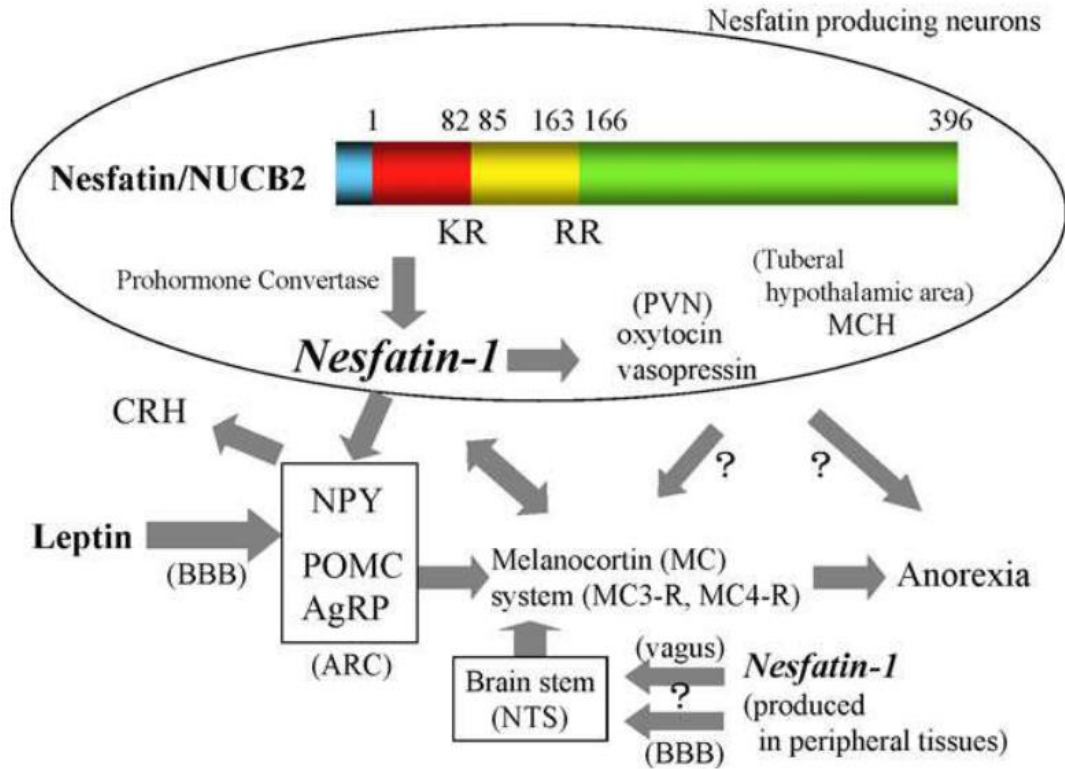 Nesfatin producing neurons
1 82 85 163 166 396
Nesfatin/NUCB2
KR RR
Prohormone Convertase
Nesfatin-1
(PVN)
oxytocin
vasopressin
(Tuberal
hypothalamic area)
MCH
CRH
?
?
Leptin
(BBB)
NPY
POMC
AgRP
(ARC)
Melanocortin (MC)
system (MC3-R, MC4-R)
Anorexia
Brain stem
(NTS)
(vagus)
?
(BBB)
Nesfatin-1
(produced
in peripheral tissues)